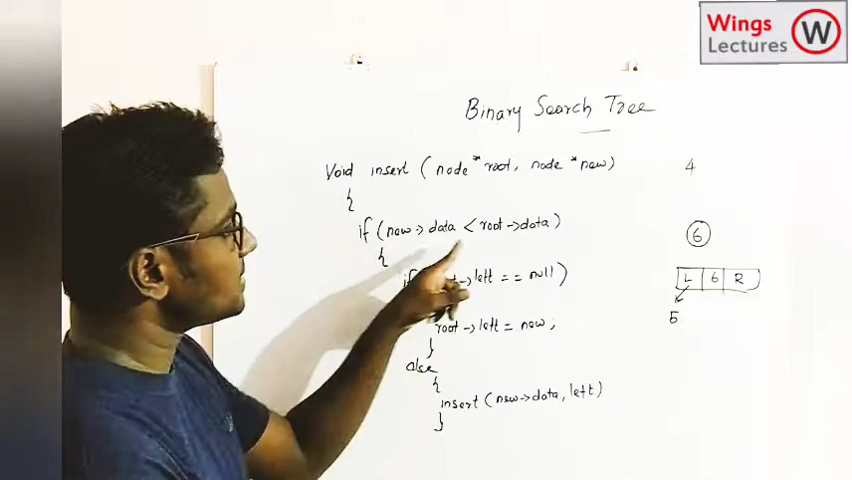 Wings
Lectures
W
Binary Search Tree
Void insert ( node *root, node *new)
{
if (new->data < root->data)
{
if left == null)
root->left = new ;
}
else
{
insert (new->data, left)
}
4
6
L 6 R
5